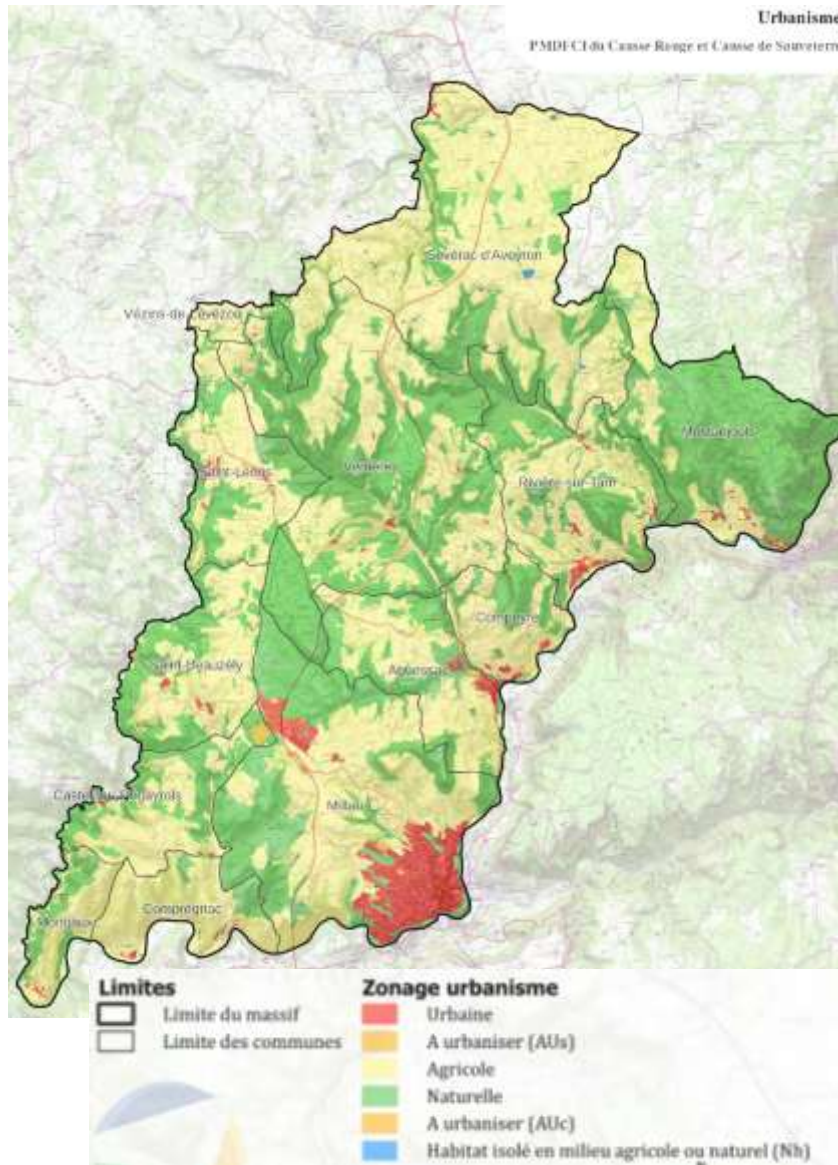 Urbanisme
PMDFCI du Causse Rouge et Causse de Sauveterre
Sévérac d'Aveyron
Vézins-de-Lévézou
Mostuéjouls
Saint-Léons
Verrières
Rivière-sur-Tarn
Compeyre
Saint-Beauzély
Aguessac
Castelnau-Pégayrols
Millau
Comprégnac
Montjaux
Limites
Limite du massif
Limite des communes
Zonage urbanisme
Urbaine
A urbaniser (AUs)
Agricole
Naturelle
A urbaniser (AUc)
Habitat isolé en milieu agricole ou naturel (Nh)